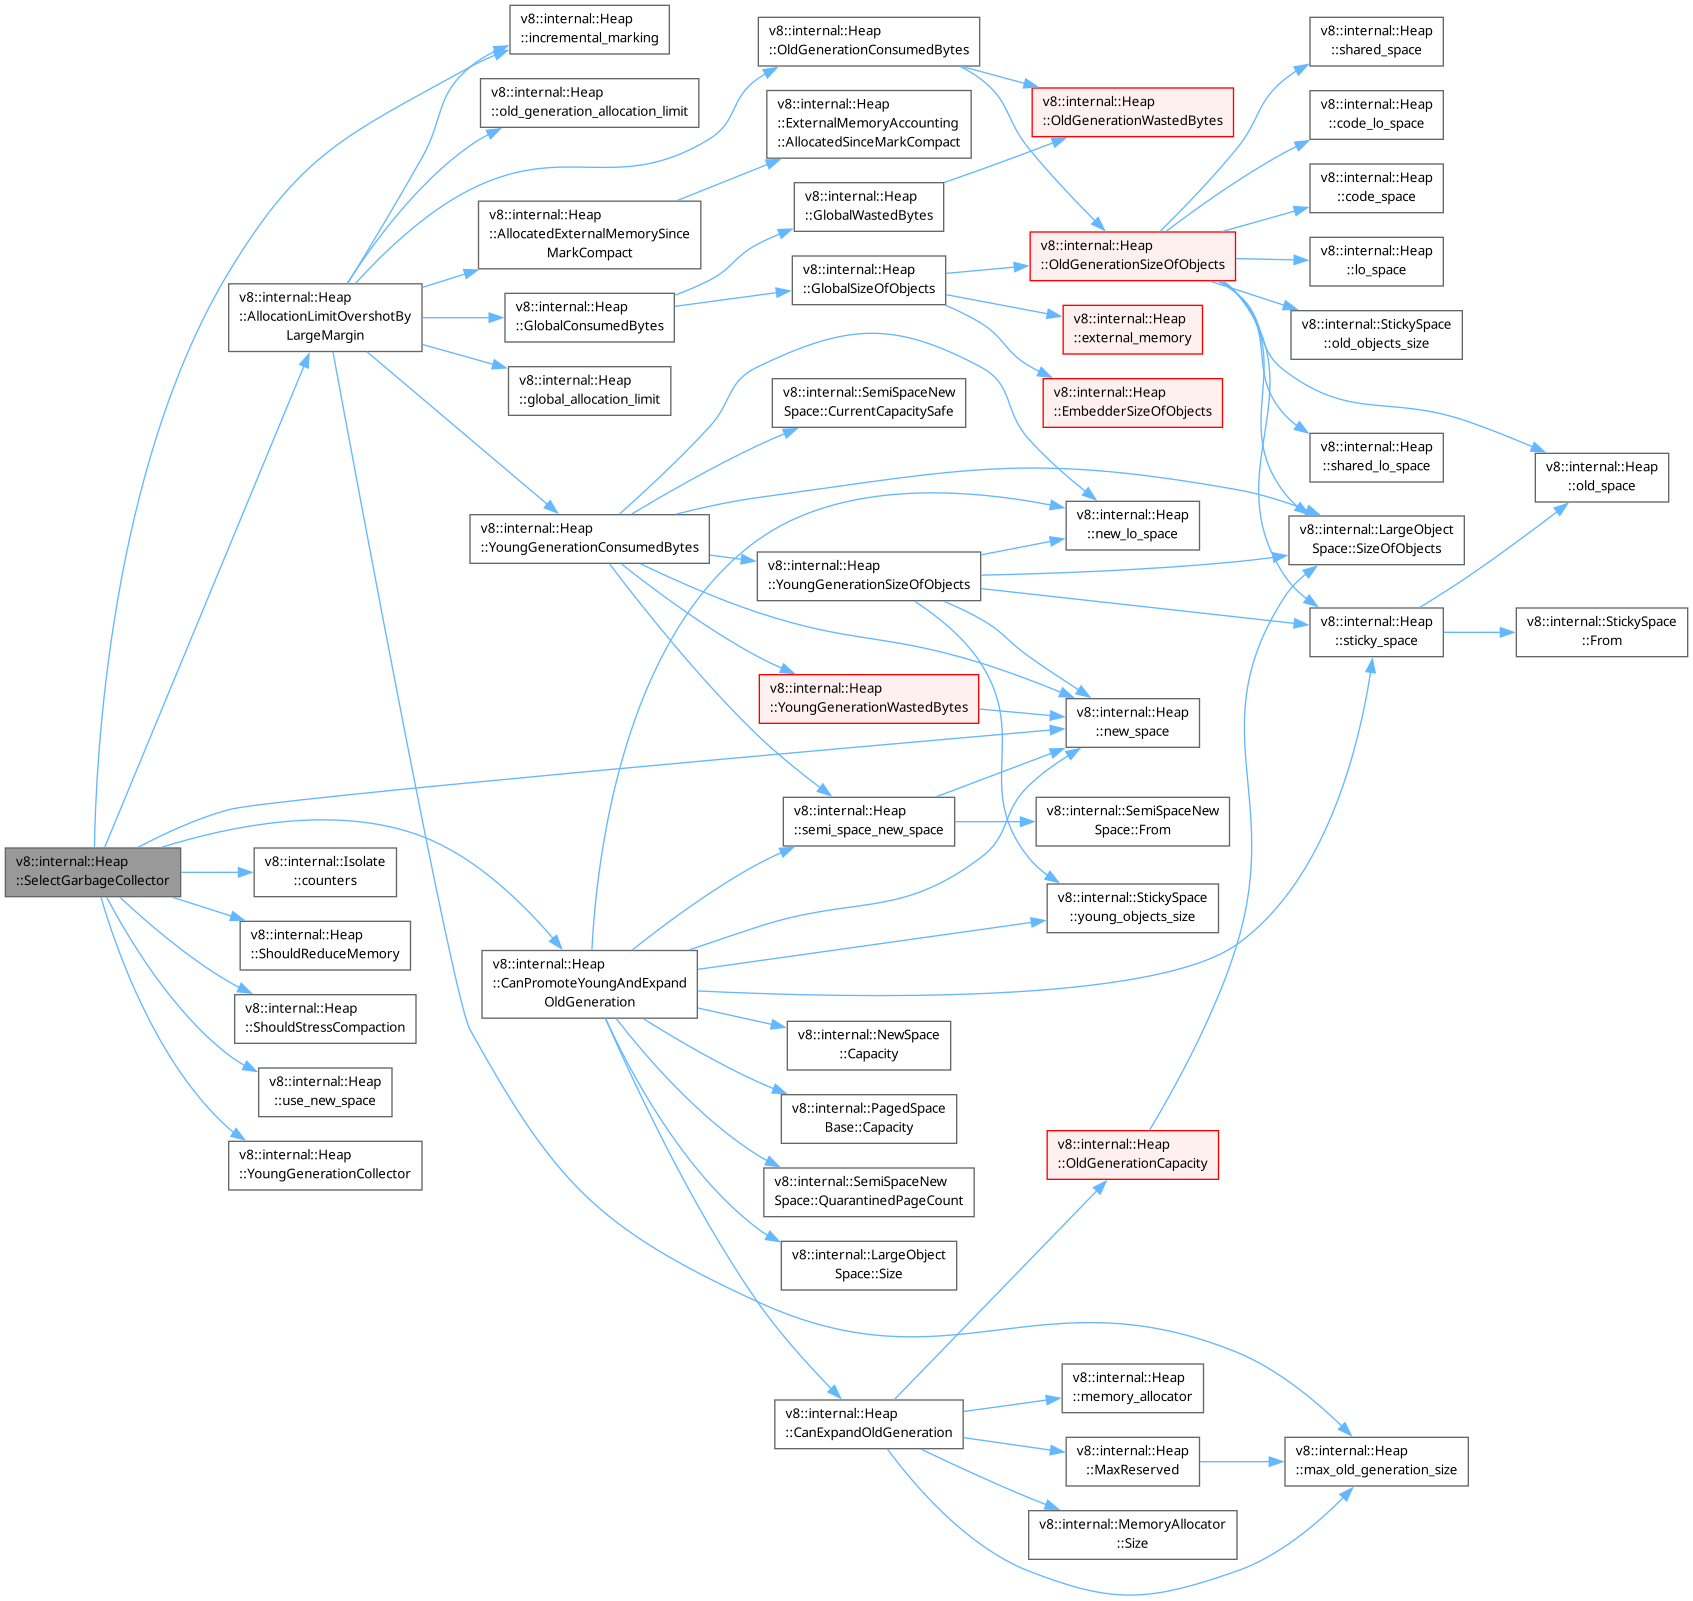 v8::internal::Heap
::SelectGarbageCollector
v8::internal::Heap
::AllocationLimitOvershotBy
LargeMargin
v8::internal::Isolate
::counters
v8::internal::Heap
::ShouldReduceMemory
v8::internal::Heap
::ShouldStressCompaction
v8::internal::Heap
::use_new_space
v8::internal::Heap
::YoungGenerationCollector
v8::internal::Heap
::incremental_marking
v8::internal::Heap
::old_generation_allocation_limit
v8::internal::Heap
::AllocatedExternalMemorySince
MarkCompact
v8::internal::Heap
::GlobalConsumedBytes
v8::internal::Heap
::global_allocation_limit
v8::internal::Heap
::YoungGenerationConsumedBytes
v8::internal::Heap
::CanPromoteYoungAndExpand
OldGeneration
v8::internal::Heap
::OldGenerationConsumedBytes
v8::internal::Heap
::ExternalMemoryAccounting
::AllocatedSinceMarkCompact
v8::internal::Heap
::GlobalWastedBytes
v8::internal::Heap
::GlobalSizeOfObjects
v8::internal::SemiSpaceNew
Space::CurrentCapacitySafe
v8::internal::Heap
::YoungGenerationSizeOfObjects
v8::internal::Heap
::YoungGenerationWastedBytes
v8::internal::Heap
::semi_space_new_space
v8::internal::NewSpace
::Capacity
v8::internal::PagedSpace
Base::Capacity
v8::internal::SemiSpaceNew
Space::QuarantinedPageCount
v8::internal::LargeObject
Space::Size
v8::internal::Heap
::CanExpandOldGeneration
v8::internal::Heap
::OldGenerationWastedBytes
v8::internal::Heap
::OldGenerationSizeOfObjects
v8::internal::Heap
::external_memory
v8::internal::Heap
::EmbedderSizeOfObjects
v8::internal::Heap
::new_lo_space
v8::internal::Heap
::new_space
v8::internal::SemiSpaceNew
Space::From
v8::internal::StickySpace
::young_objects_size
v8::internal::Heap
::OldGenerationCapacity
v8::internal::Heap
::memory_allocator
v8::internal::Heap
::MaxReserved
v8::internal::MemoryAllocator
::Size
v8::internal::Heap
::shared_space
v8::internal::Heap
::code_lo_space
v8::internal::Heap
::code_space
v8::internal::Heap
::lo_space
v8::internal::StickySpace
::old_objects_size
v8::internal::Heap
::shared_lo_space
v8::internal::LargeObject
Space::SizeOfObjects
v8::internal::Heap
::sticky_space
v8::internal::Heap
::max_old_generation_size
v8::internal::Heap
::old_space
v8::internal::StickySpace
::From